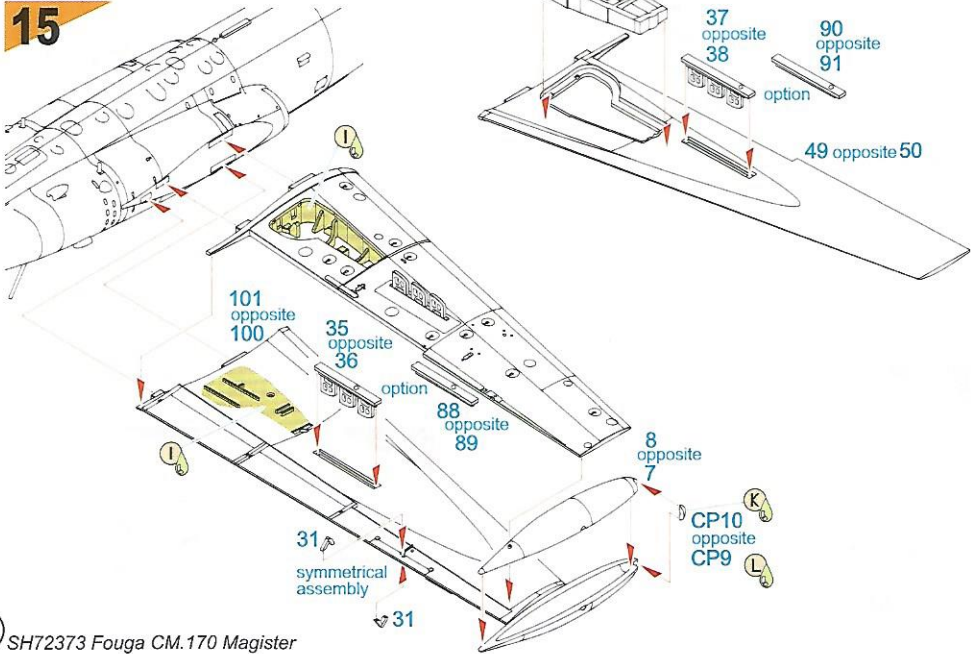 15
37
opposite
38
90
opposite
91
option
49 opposite 50
I
101
opposite
100
35
opposite
36
option
88
opposite
89
I
8
opposite
7
K
CP10
opposite
CP9
L
31
symmetrical
assembly
31
SH72373 Fouga CM.170 Magister